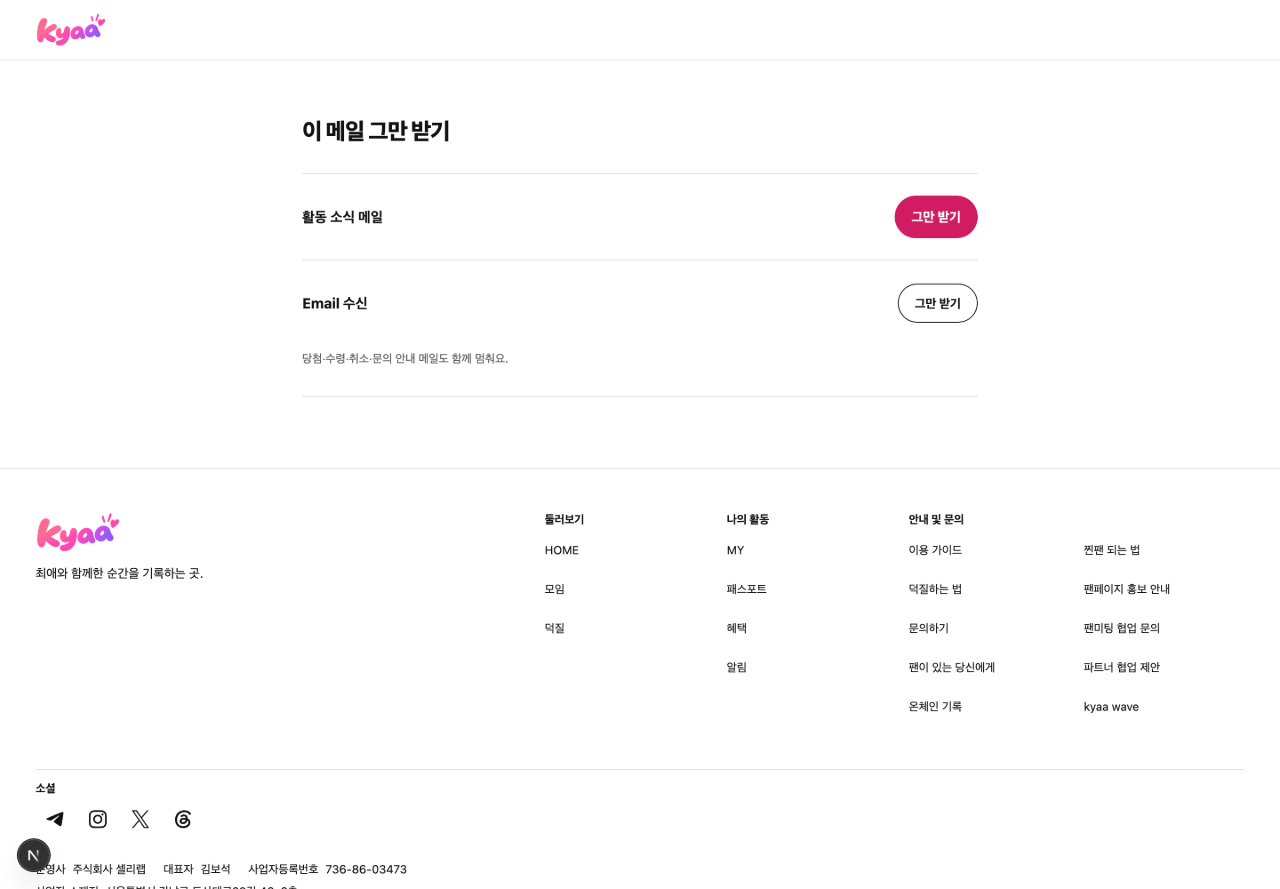 kyaa
이 메일 그만 받기
활동 소식 메일
그만 받기
Email 수신
그만 받기
당첨·수령·취소·문의 안내 메일도 함께 멈춰요.
kyaa
최애와 함께한 순간을 기록하는 곳.
둘러보기
HOME
모임
덕질
나의 활동
MY
패스포트
혜택
알림
안내 및 문의
이용 가이드
덕질하는 법
문의하기
팬이 있는 당신에게
온체인 기록
찐팬 되는 법
팬페이지 홍보 안내
팬미팅 협업 문의
파트너 협업 제안
kyaa wave
소셜
N
주식회사 셀리랩 대표자 김보석 사업자등록번호 736-86-03473